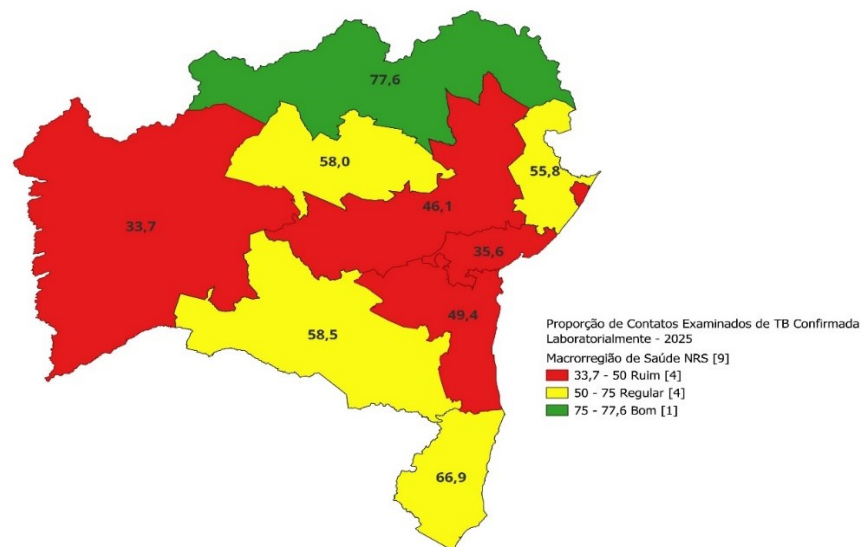 77,6
58,0
55,8
33,7
46,1
35,6
49,4
58,5
66,9
Proporção de Contatos Examinados de TB Confirmada
Laboratorialmente - 2025
Macrorregião de Saúde NRS [9]
33,7 - 50 Ruim [4]
50 - 75 Regular [4]
75 - 77,6 Bom [1]